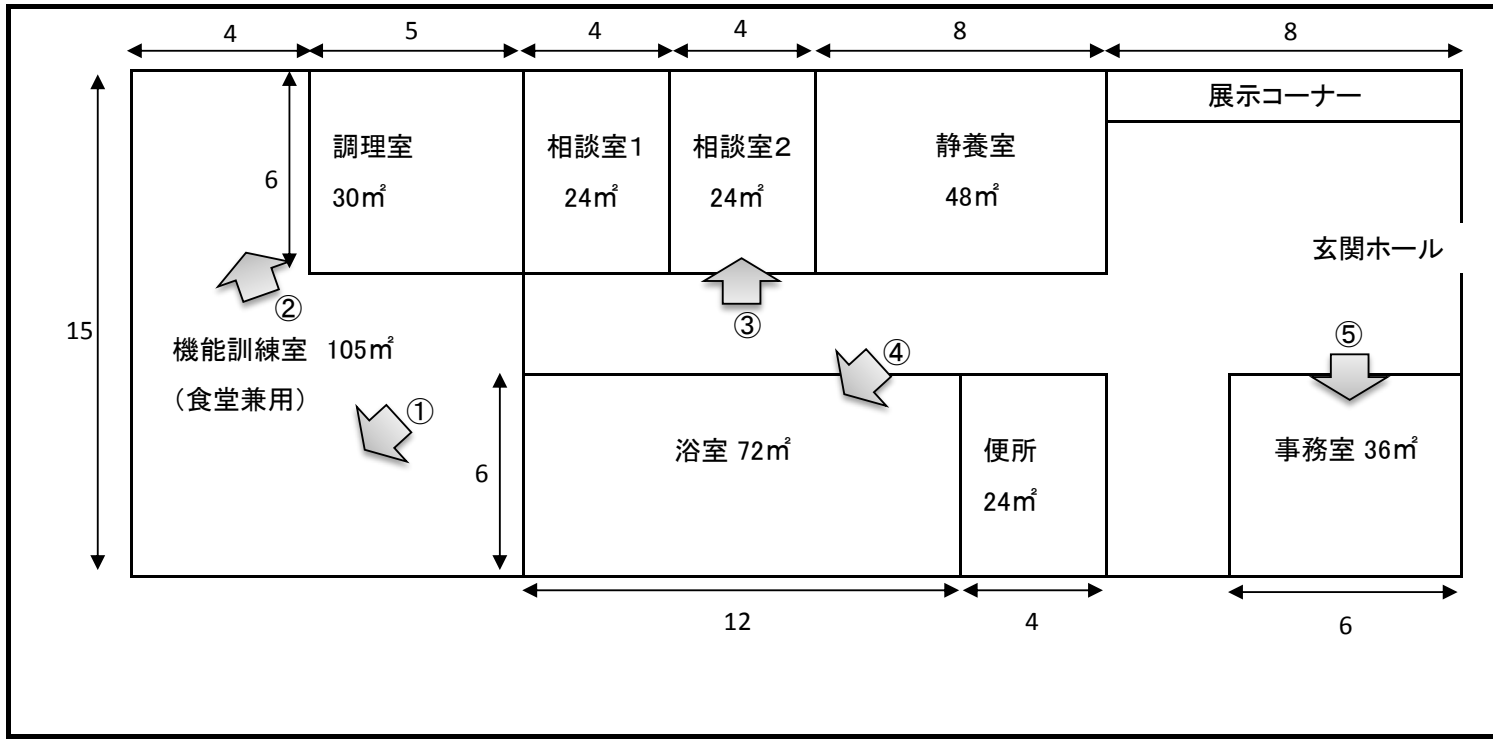 4 5 4 4 8 8
展示コーナー
調理室
30㎡
相談室1
24㎡
相談室2
24㎡
静養室
48㎡
6
玄関ホール
②
③
④
⑤
15
機能訓練室 105㎡
（食堂兼用）
①
6
浴室 72㎡
便所
24㎡
事務室 36㎡
12 4 6